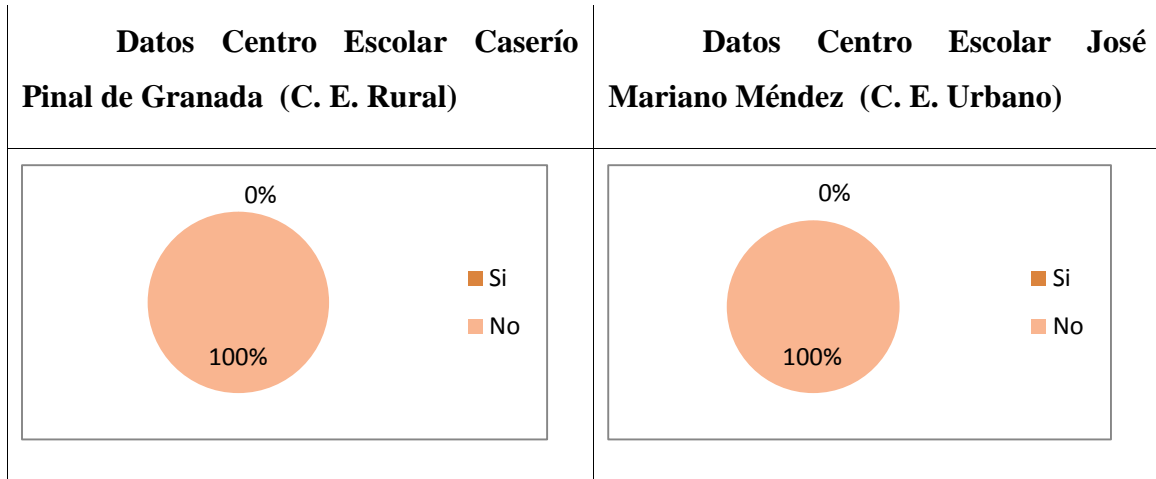 Datos Centro Escolar Caserío
Pinal de Granada (C. E. Rural)
Datos Centro Escolar José
Mariano Méndez (C. E. Urbano)
0%
100%
Si
No
0%
100%
Si
No